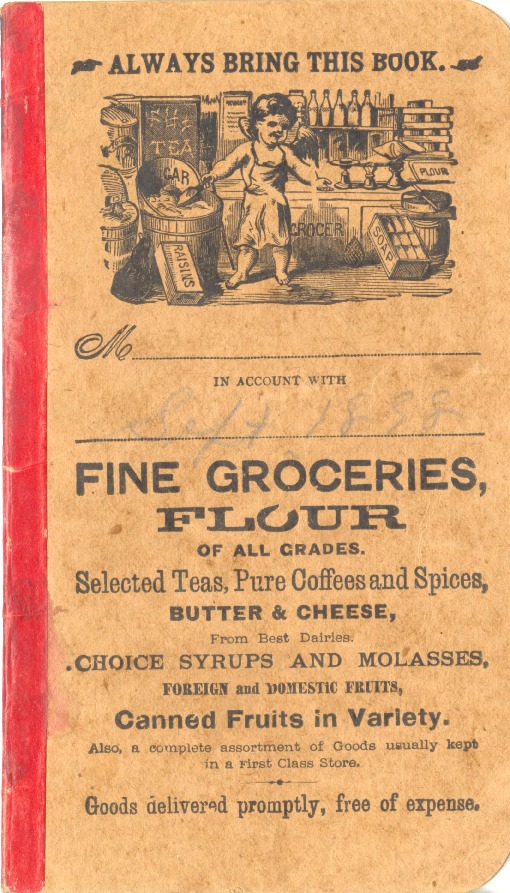 ALWAYS BRING THIS BOOK.
TEA
GAR
FLOUR
GROCER
SOAP
RAISINS
M
IN ACCOUNT WITH
Sept, 1898
FINE GROCERIES,
FLOUR
OF ALL GRADES.
Selected Teas, Pure Coffees and Spices,
BUTTER & CHEESE,
From Best Dairies.
CHOICE SYRUPS AND MOLASSES,
FOREIGN and DOMESTIC FRUITS,
Canned Fruits in Variety.
Also, a complete assortment of Goods usually kept
in a First Class Store.
Goods delivered promptly, free of expense.